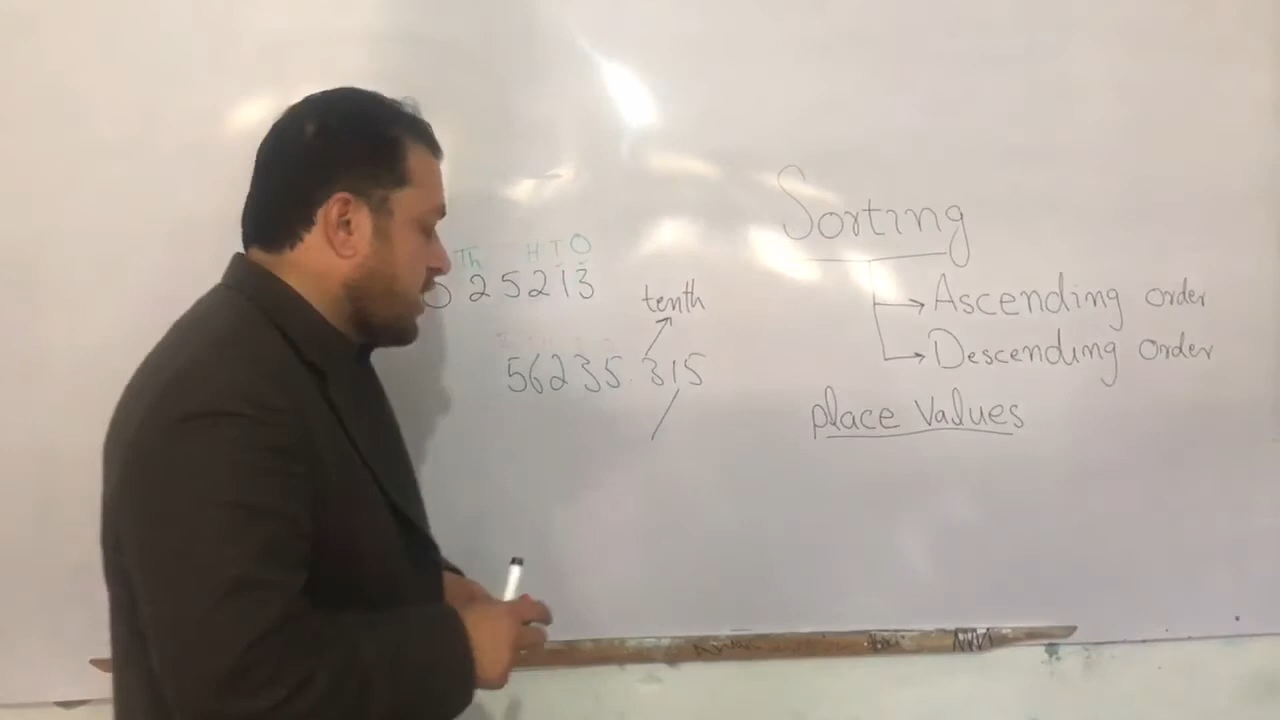 Sorting
Ascending order
Descending order
place Values
Th H T O
25213
tenth
56235.315